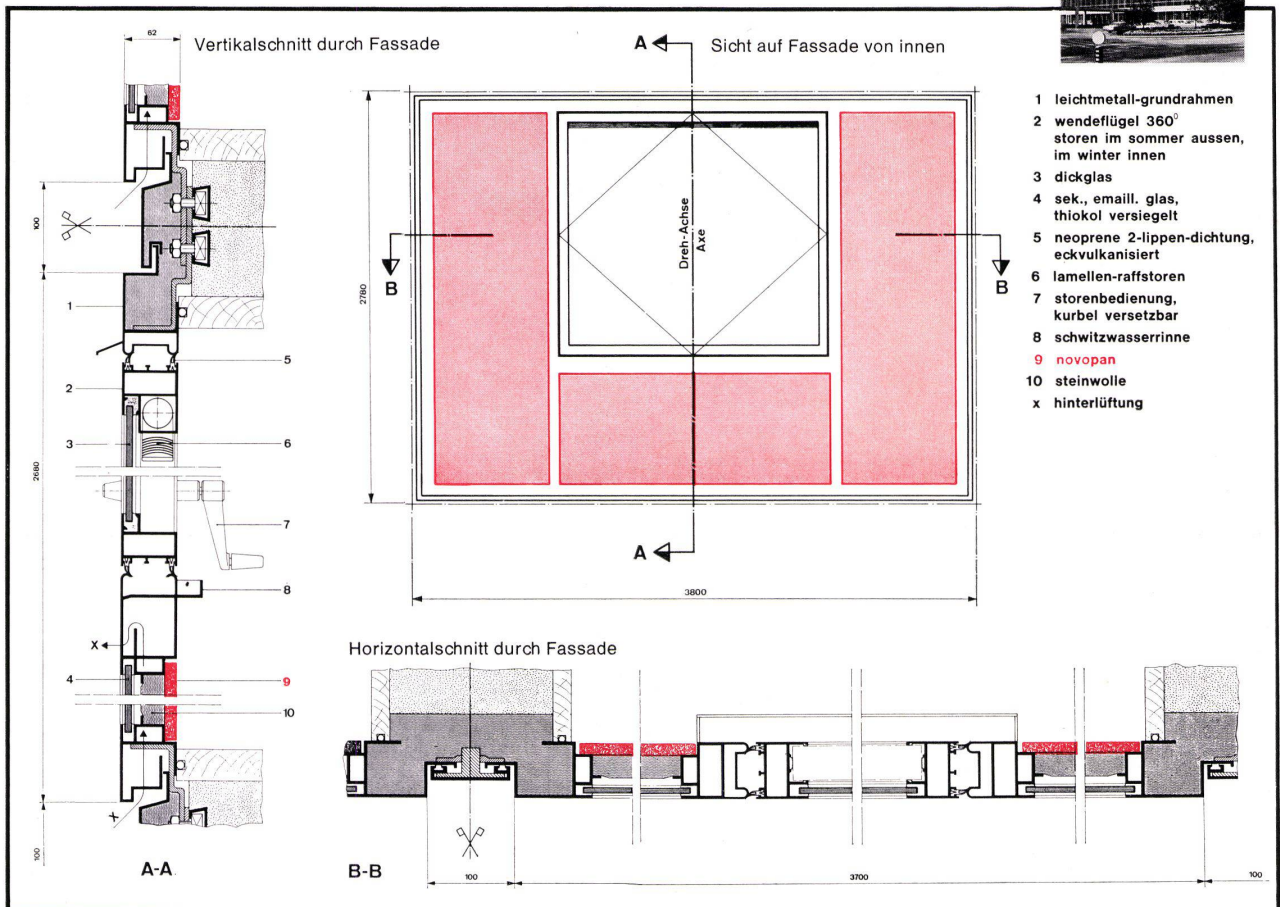 62
Vertikalschnitt durch Fassade
A
Sicht auf Fassade von innen
1 leichtmetall-grundrahmen
2 wendeflügel 360°
storen im sommer aussen,
im winter innen
3 dickglas
4 sek., emaill. glas,
thiokol versiegelt
5 neoprene 2-lippen-dichtung,
eckvulkanisiert
6 lamellen-raffstoren
7 storenbedienung,
kurbel versetzbar
8 schwitzwasserrinne
9 novopan
10 steinwolle
x hinterlüftung
100
2680
100
1
2
3
4
5
6
7
8
9
10
x
x
A-A
2780
B
Dreh-Achse
Axe
B
A
3800
Horizontalschnitt durch Fassade
B-B
100
3700
100